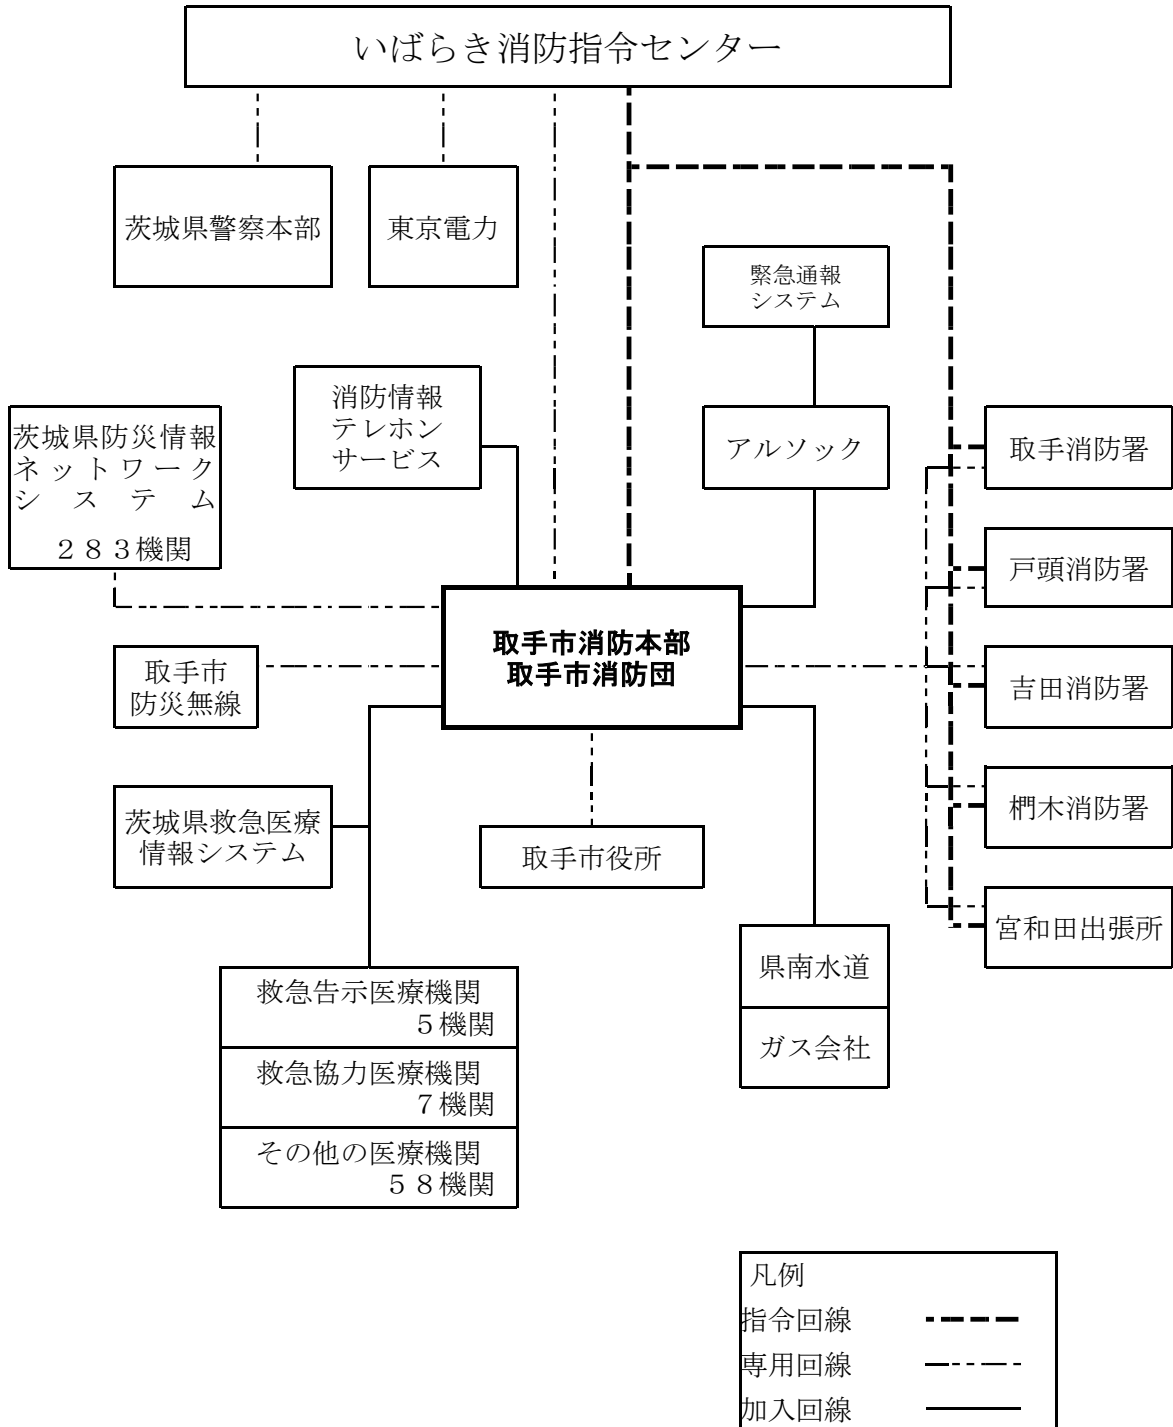 いばらき消防指令センター
茨城県警察本部
東京電力
緊急通報
システム
消防情報
テレホン
サービス
アルソック
茨城県防災情報
ネットワーク
システム
２８３機関
取手消防署
戸頭消防署
吉田消防署
椚木消防署
宮和田出張所
取手市消防本部
取手市消防団
取手市
防災無線
茨城県救急医療
情報システム
取手市役所
県南水道
ガス会社
救急告示医療機関
５機関
救急協力医療機関
７機関
その他の医療機関
５８機関
凡例
指令回線
専用回線
加入回線